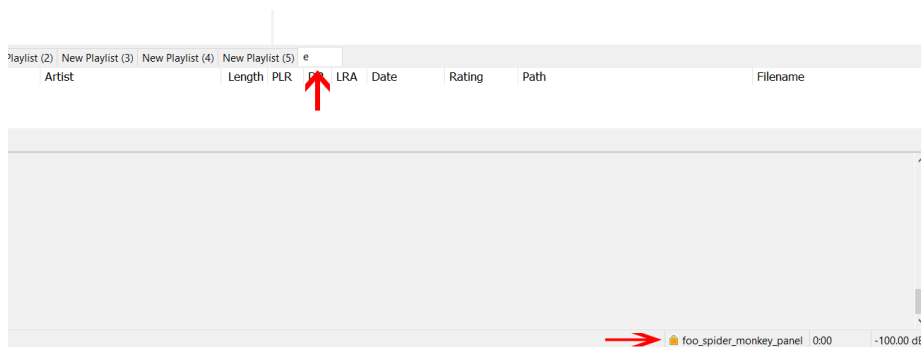 Playlist (2) New Playlist (3) New Playlist (4) New Playlist (5) e
Artist Length PLR DR LRA Date Rating Path Filename
foo_spider_monkey_panel 0:00 -100.00 dB